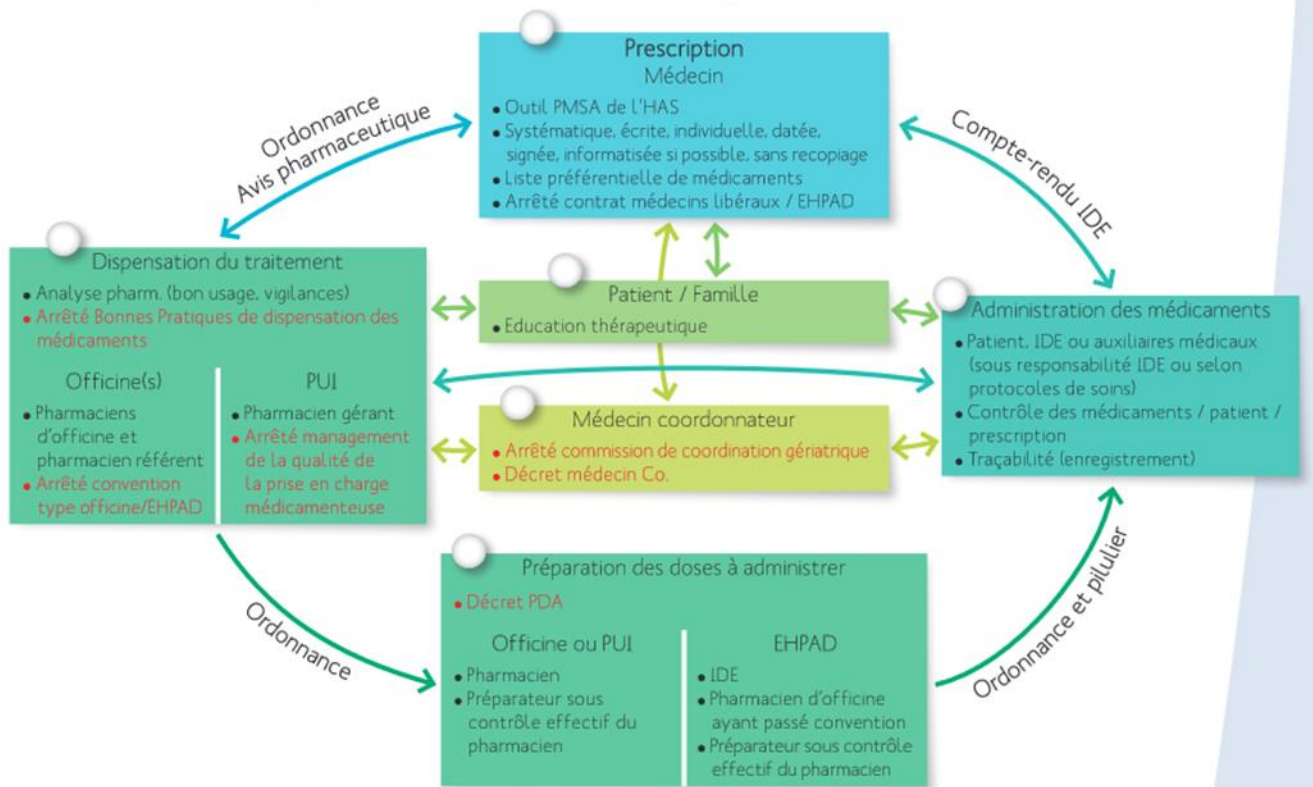 Prescription
Médecin
• Outil PMSA de l'HAS
• Systématique, écrite, individuelle, datée,
signée, informatisée si possible, sans recopiage
• Liste préférentielle de médicaments
• Arrêté contrat médecins libéraux / EHPAD
Ordonnance
Avis pharmaceutique
Compte-rendu IDE
Dispensation du traitement
• Analyse pharm. (bon usage, vigilances)
• Arrêté Bonnes Pratiques de dispensation des
médicaments
Officine(s)
• Pharmaciens
d'officine et
pharmacien référent
• Arrêté convention
type officine/EHPAD
PUI
• Pharmacien gérant
• Arrêté management
de la qualité de
la prise en charge
médicamenteuse
Patient / Famille
• Education thérapeutique
Médecin coordonnateur
• Arrêté commission de coordination gériatrique
• Décret médecin Co.
Administration des médicaments
• Patient, IDE ou auxiliaires médicaux
(sous responsabilité IDE ou selon
protocoles de soins)
• Contrôle des médicaments / patient /
prescription
• Traçabilité (enregistrement)
Ordonnance
Préparation des doses à administrer
• Décret PDA
Officine ou PUI
• Pharmacien
• Préparateur sous
contrôle effectif du
pharmacien
EHPAD
• IDE
• Pharmacien d'officine
ayant passé convention
• Préparateur sous contrôle
effectif du pharmacien
Ordonnance et pilulier